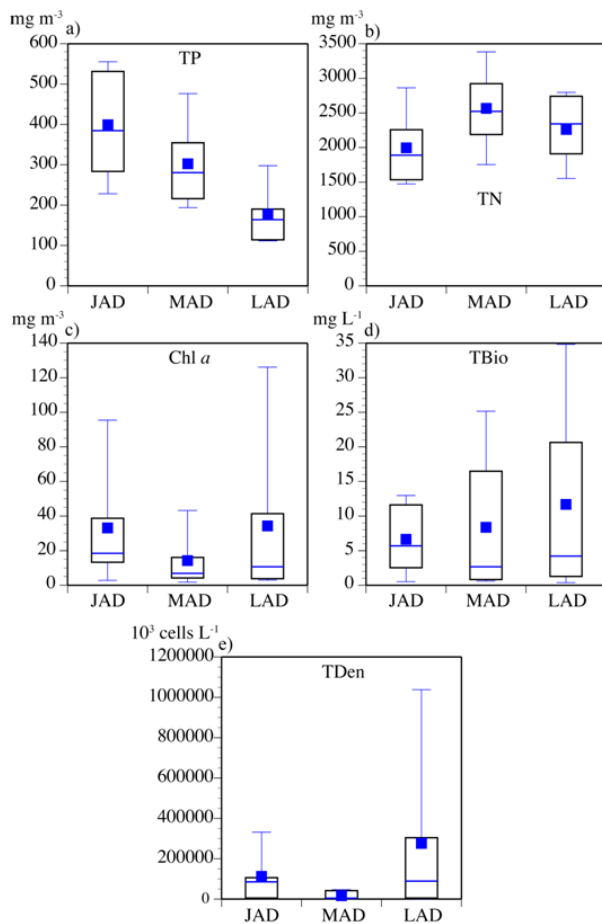 mg m⁻³ mg m⁻³
a) b)
TP
600
500
400
300
200
100
0
JAD MAD LAD
3500
3000
2500
2000
1500
1000
500
0
TN
JAD MAD LAD
mg m⁻³ mg L⁻¹
c) d)
Chl a
140
120
100
80
60
40
20
0
JAD MAD LAD
TBio
35
30
25
20
15
10
5
0
JAD MAD LAD
10³ cells L⁻¹
e)
TDen
1200000
1000000
800000
600000
400000
200000
0
JAD MAD LAD